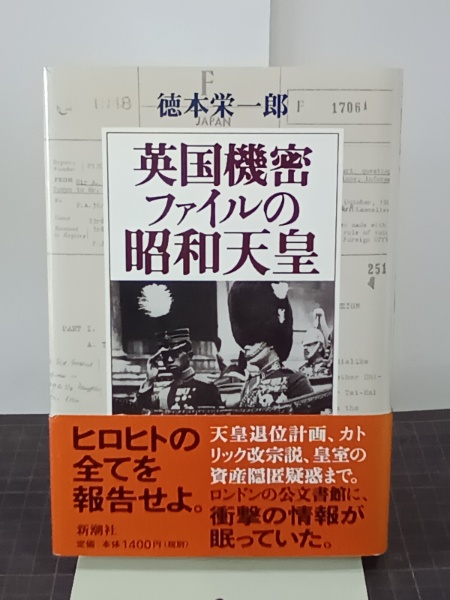 F
JAPAN
徳本栄一郎
F 17061
英国機密
ファイルの
昭和天皇
251
PART 1.
ヒロヒトの
全てを
報告せよ。
新潮社
定価:本体1400円(税別)
天皇退位計画、カト
リック改宗説、皇室の
資産隠匿疑惑まで。
ロンドンの公文書館に、
衝撃の情報が
眠っていた。